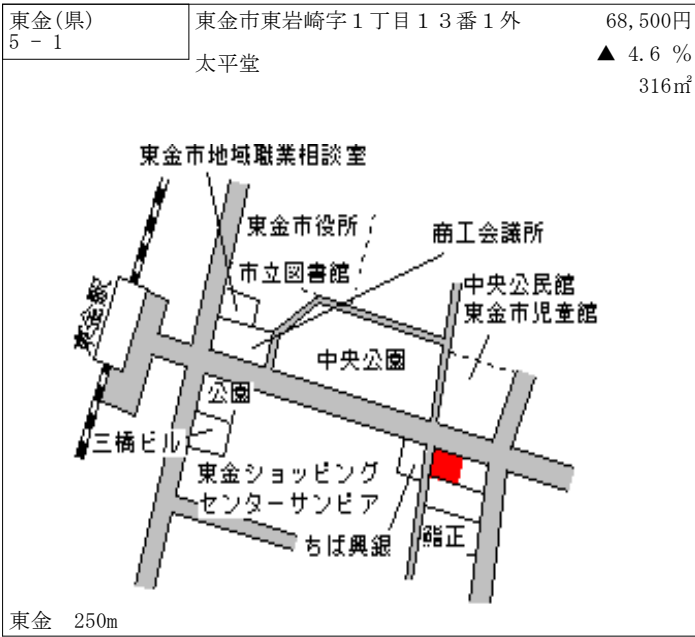 東金(県)
5 - 1
東金市東岩崎字１丁目１３番１外
太平堂
68,500円
▲ 4.6 %
316㎡
東金市地域職業相談室
東金市役所
商工会議所
市立図書館
中央公民館
東金市児童館
東金駅
中央公園
公園
三橋ビル
東金ショッピング
センターサンピア
ちば興銀
鮨正
東金 250m